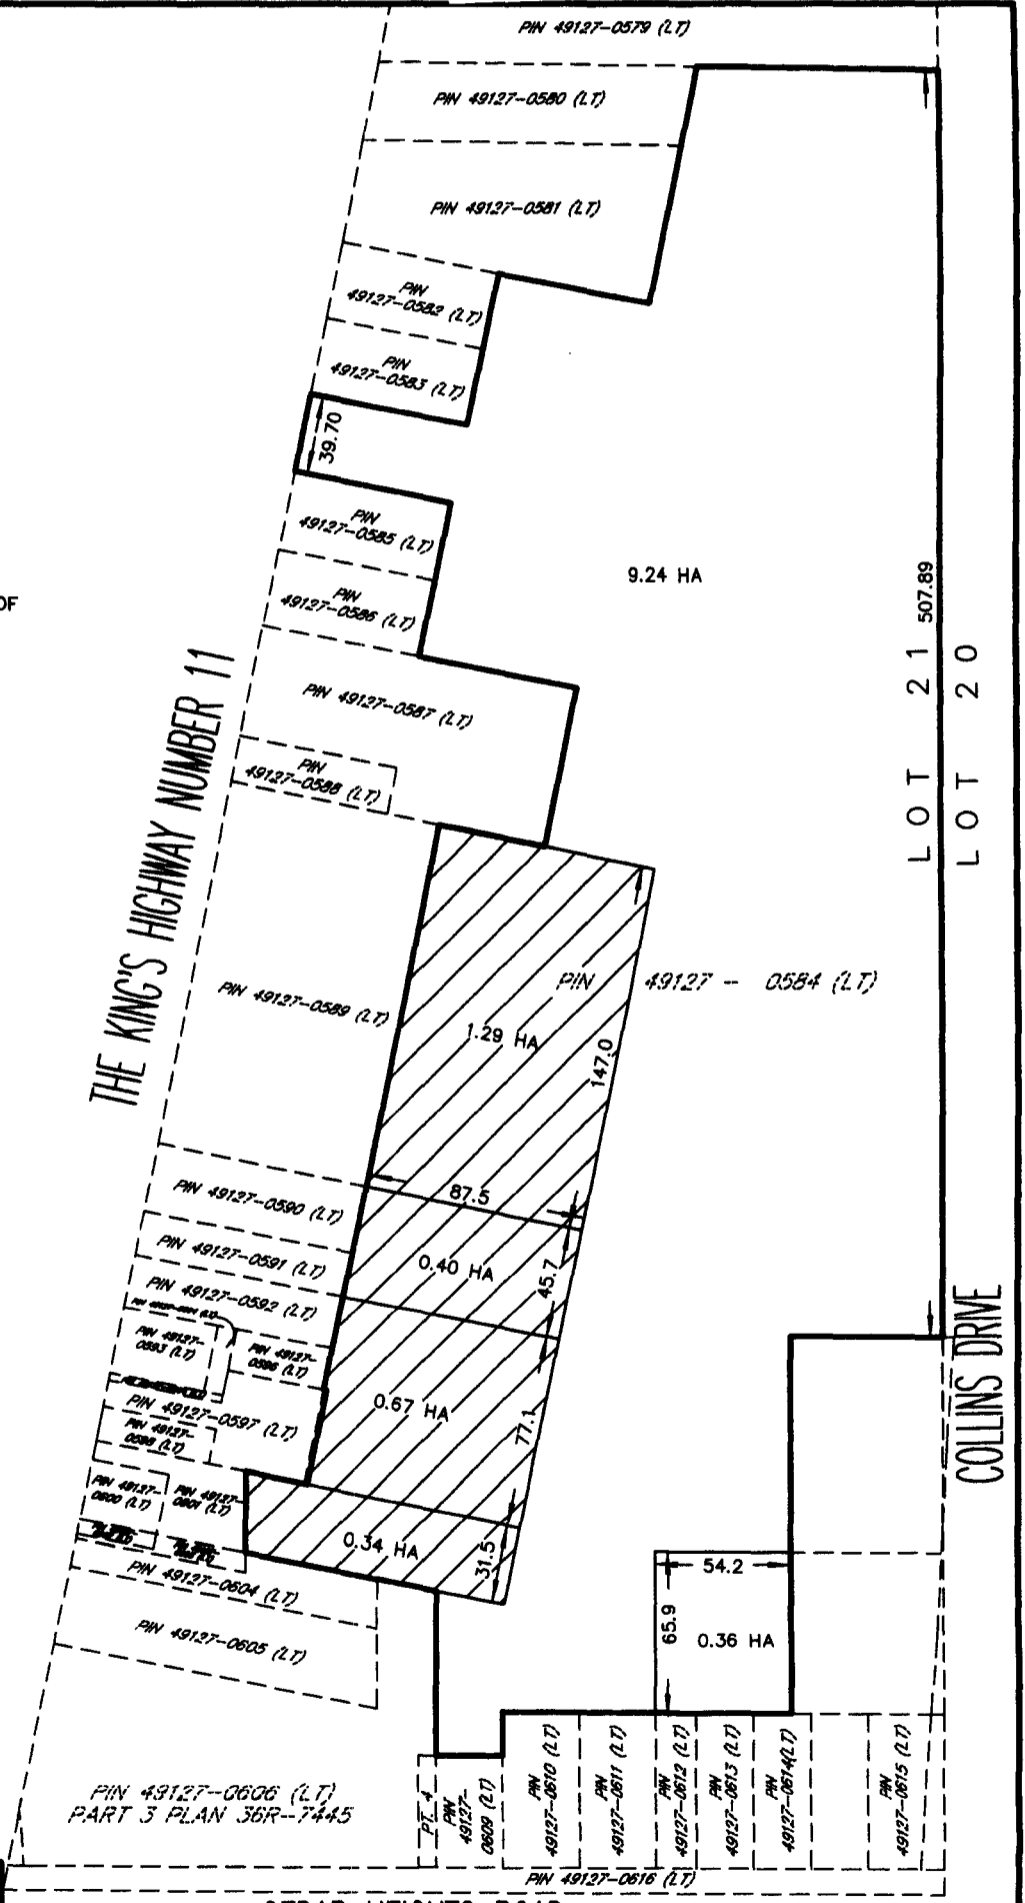 PIN 49127-0579 (LT)
PIN 49127-0580 (LT)
PIN 49127-0581 (LT)
PIN
49127-0582 (LT)
PIN
49127-0583 (LT)
39.70
PIN
49127-0585 (LT)
9.24 HA
507.89
OF
PIN
49127-0586 (LT)
LOT 21
LOT 20
THE KING'S HIGHWAY NUMBER 11
PIN 49127-0587 (LT)
PIN
49127-0588 (LT)
PIN 49127-0589 (LT)
PIN 49127-- 0584 (LT)
1.29 HA
147.0
87.5
PIN 49127-0590 (LT)
PIN 49127-0591 (LT)
0.40 HA
45.7
PIN 49127-0592 (LT)
PIN 49127-
0593 (LT)
PIN 49127-
0596 (LT)
COLLINS DRIVE
PIN 49127-0597 (LT)
0.67 HA
77.1
PIN 49127-
0598 (LT)
PIN 49127-
0600 (LT)
PIN 49127-
0601 (LT)
0.34 HA
31.5
54.2
65.9
0.36 HA
PIN 49127-0604 (LT)
PIN 49127-0605 (LT)
PIN 49127-0606 (LT)
PART 3 PLAN 36R-7445
PT. 4
PIN
49127-
0609 (LT)
PIN
49127-0610 (LT)
PIN
49127-0611 (LT)
PIN
49127-0612 (LT)
PIN
49127-0613 (LT)
PIN
49127-0614(LT)
PIN
49127-0615 (LT)
PIN 49127-0616 (LT)